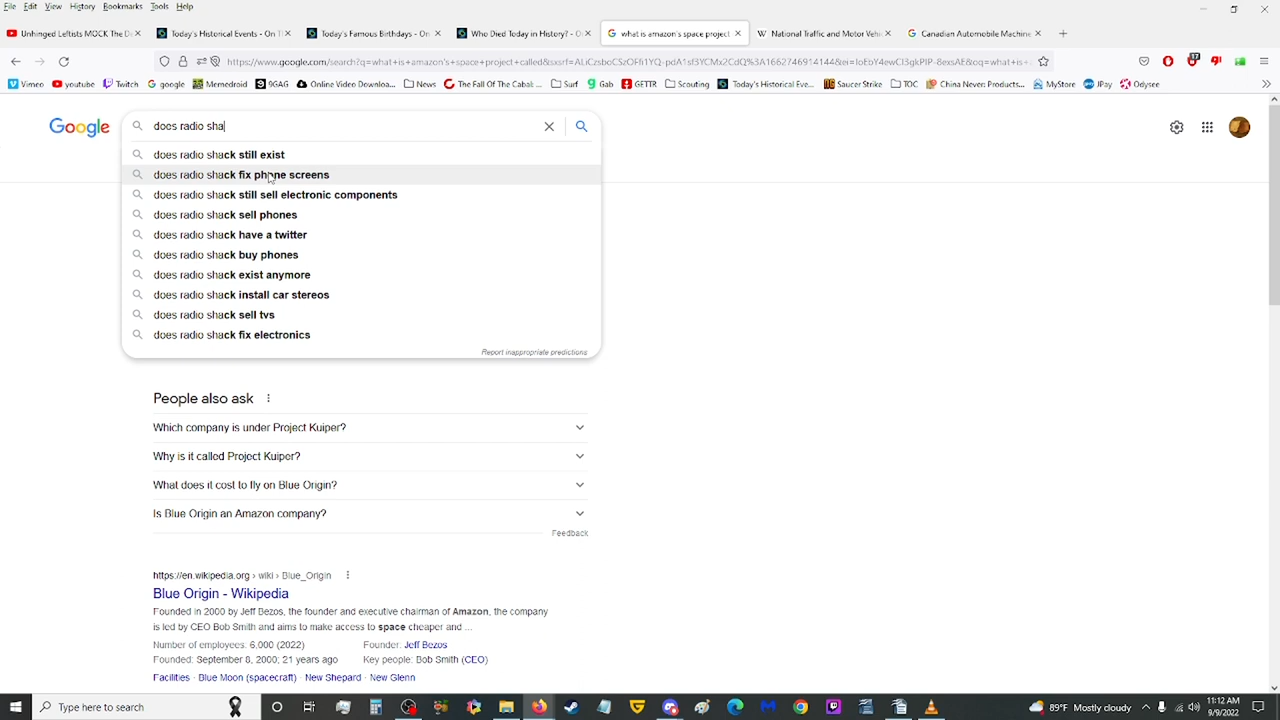 File Edit View History Bookmarks Tools Help
Unhinged Leftists MOCK The D Today's Historical Events - On T Today's Famous Birthdays - On Who Died Today in History? - O what is amazon's space project National Traffic and Motor Vehi Canadian Automobile Machine
Vimeo youtube Twitch google Memedroid 9GAG Online Video Downloa... News The Fall Of The Cabal: ... Surf Gab GETTR Scouting Today's Historical Eve... Saucer Strike TOC China Never: Products... MyStore JPay Odysee
Google
does radio sha
does radio shack still exist
does radio shack fix phone screens
does radio shack still sell electronic components
does radio shack sell phones
does radio shack have a twitter
does radio shack buy phones
does radio shack exist anymore
does radio shack install car stereos
does radio shack sell tvs
does radio shack fix electronics
Report inappropriate predictions
People also ask
Which company is under Project Kuiper?
Why is it called Project Kuiper?
What does it cost to fly on Blue Origin?
Is Blue Origin an Amazon company?
Feedback
https://en.wikipedia.org › wiki › Blue_Origin
Blue Origin - Wikipedia
Founded in 2000 by Jeff Bezos, the founder and executive chairman of Amazon, the company
is led by CEO Bob Smith and aims to make access to space cheaper and ...
Number of employees: 6,000 (2022) Founder: Jeff Bezos
Founded: September 8, 2000; 21 years ago Key people: Bob Smith (CEO)
Facilities · Blue Moon (spacecraft) · New Shepard · New Glenn
Type here to search
89°F Mostly cloudy
11:12 AM
9/9/2022